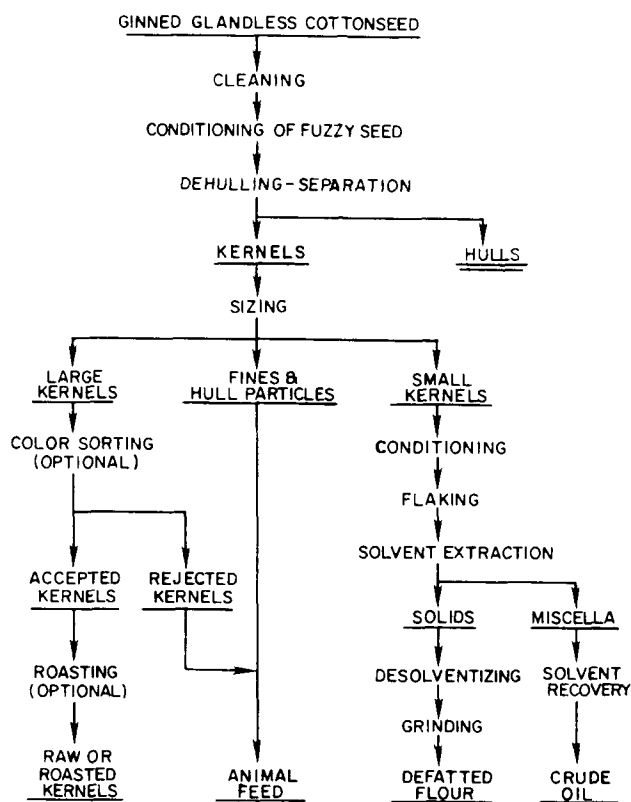 GINNED GLANDLESS COTTONSEED
CLEANING
CONDITIONING OF FUZZY SEED
DEHULLING-SEPARATION
KERNELS
HULLS
SIZING
LARGE
KERNELS
FINES &
HULL PARTICLES
SMALL
KERNELS
COLOR SORTING
(OPTIONAL)
CONDITIONING
FLAKING
SOLVENT EXTRACTION
ACCEPTED
KERNELS
REJECTED
KERNELS
SOLIDS
MISCELLA
ROASTING
(OPTIONAL)
DESOLVENTIZING
SOLVENT
RECOVERY
GRINDING
RAW OR
ROASTED KERNELS
ANIMAL
FEED
DEFATTED
FLOUR
CRUDE
OIL